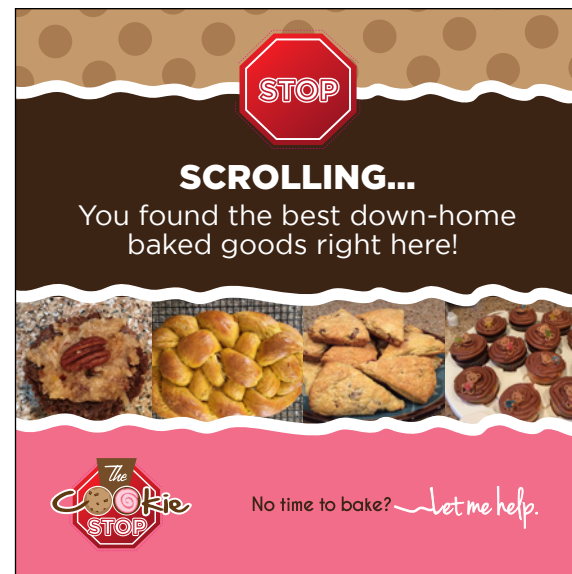 STOP
SCROLLING...
You found the best down-home
baked goods right here!
The
Cookie
STOP
No time to bake? Let me help.